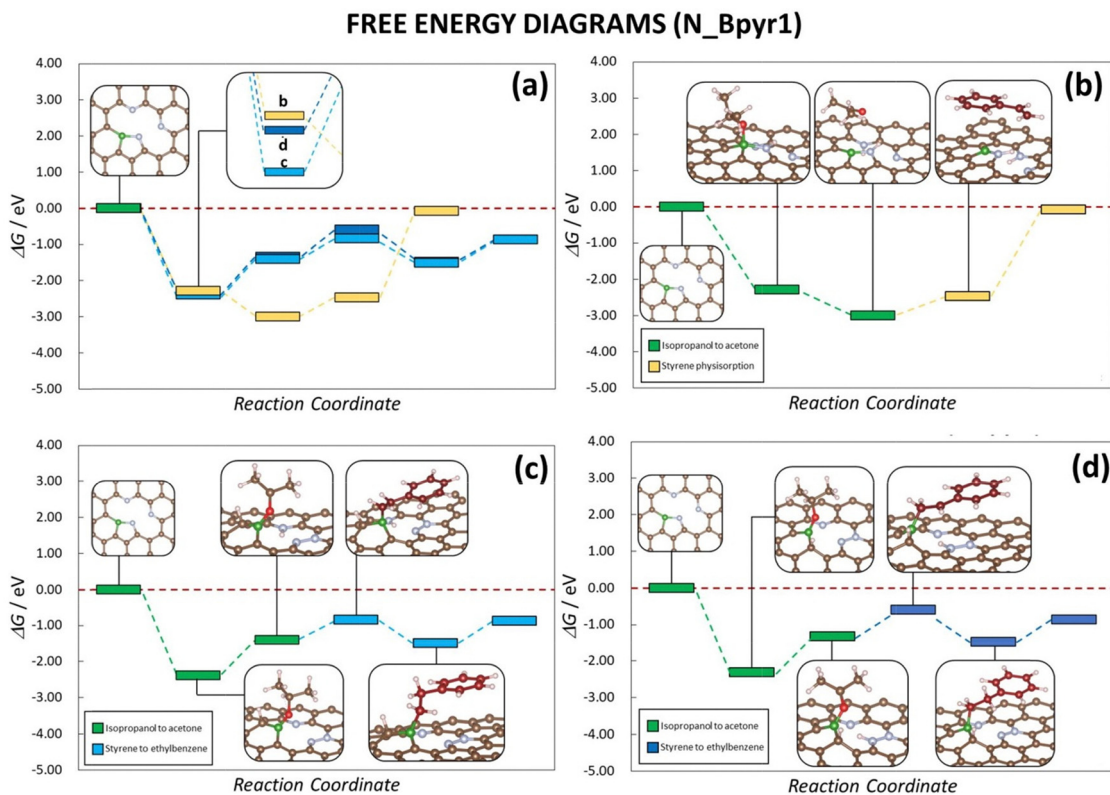 FREE ENERGY DIAGRAMS (N_Bpyr1)
4.00
3.00
2.00
1.00
0.00
-1.00
-2.00
-3.00
-4.00
-5.00
ΔG / eV
(a)
b
d
c
Reaction Coordinate
4.00
3.00
2.00
1.00
0.00
-1.00
-2.00
-3.00
-4.00
-5.00
ΔG / eV
(b)
Isopropanol to acetone
Styrene physisorption
Reaction Coordinate
4.00
3.00
2.00
1.00
0.00
-1.00
-2.00
-3.00
-4.00
-5.00
ΔG / eV
(c)
Isopropanol to acetone
Styrene to ethylbenzene
Reaction Coordinate
4.00
3.00
2.00
1.00
0.00
-1.00
-2.00
-3.00
-4.00
-5.00
ΔG / eV
(d)
Isopropanol to acetone
Styrene to ethylbenzene
Reaction Coordinate